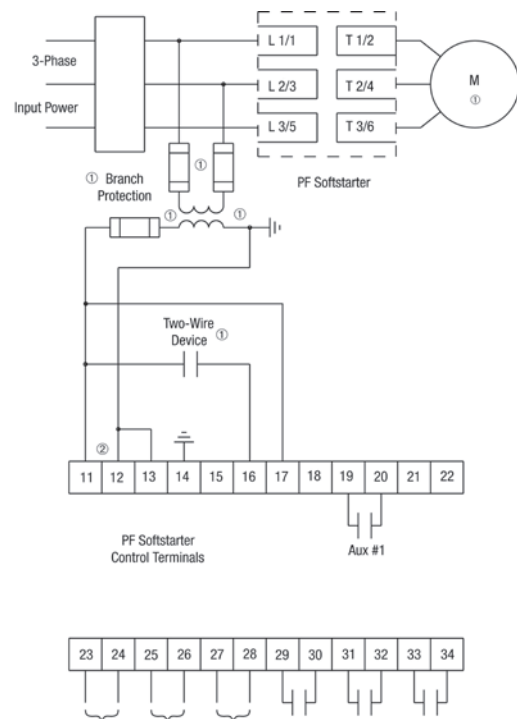 3-Phase
Input Power
L 1/1
L 2/3
L 3/5
T 1/2
T 2/4
T 3/6
M
①
PF Softstarter
① Branch
Protection
①
①
①
Two-Wire
Device ①
②
11 12 13 14 15 16 17 18 19 20 21 22
PF Softstarter
Control Terminals
Aux #1
23 24 25 26 27 28 29 30 31 32 33 34